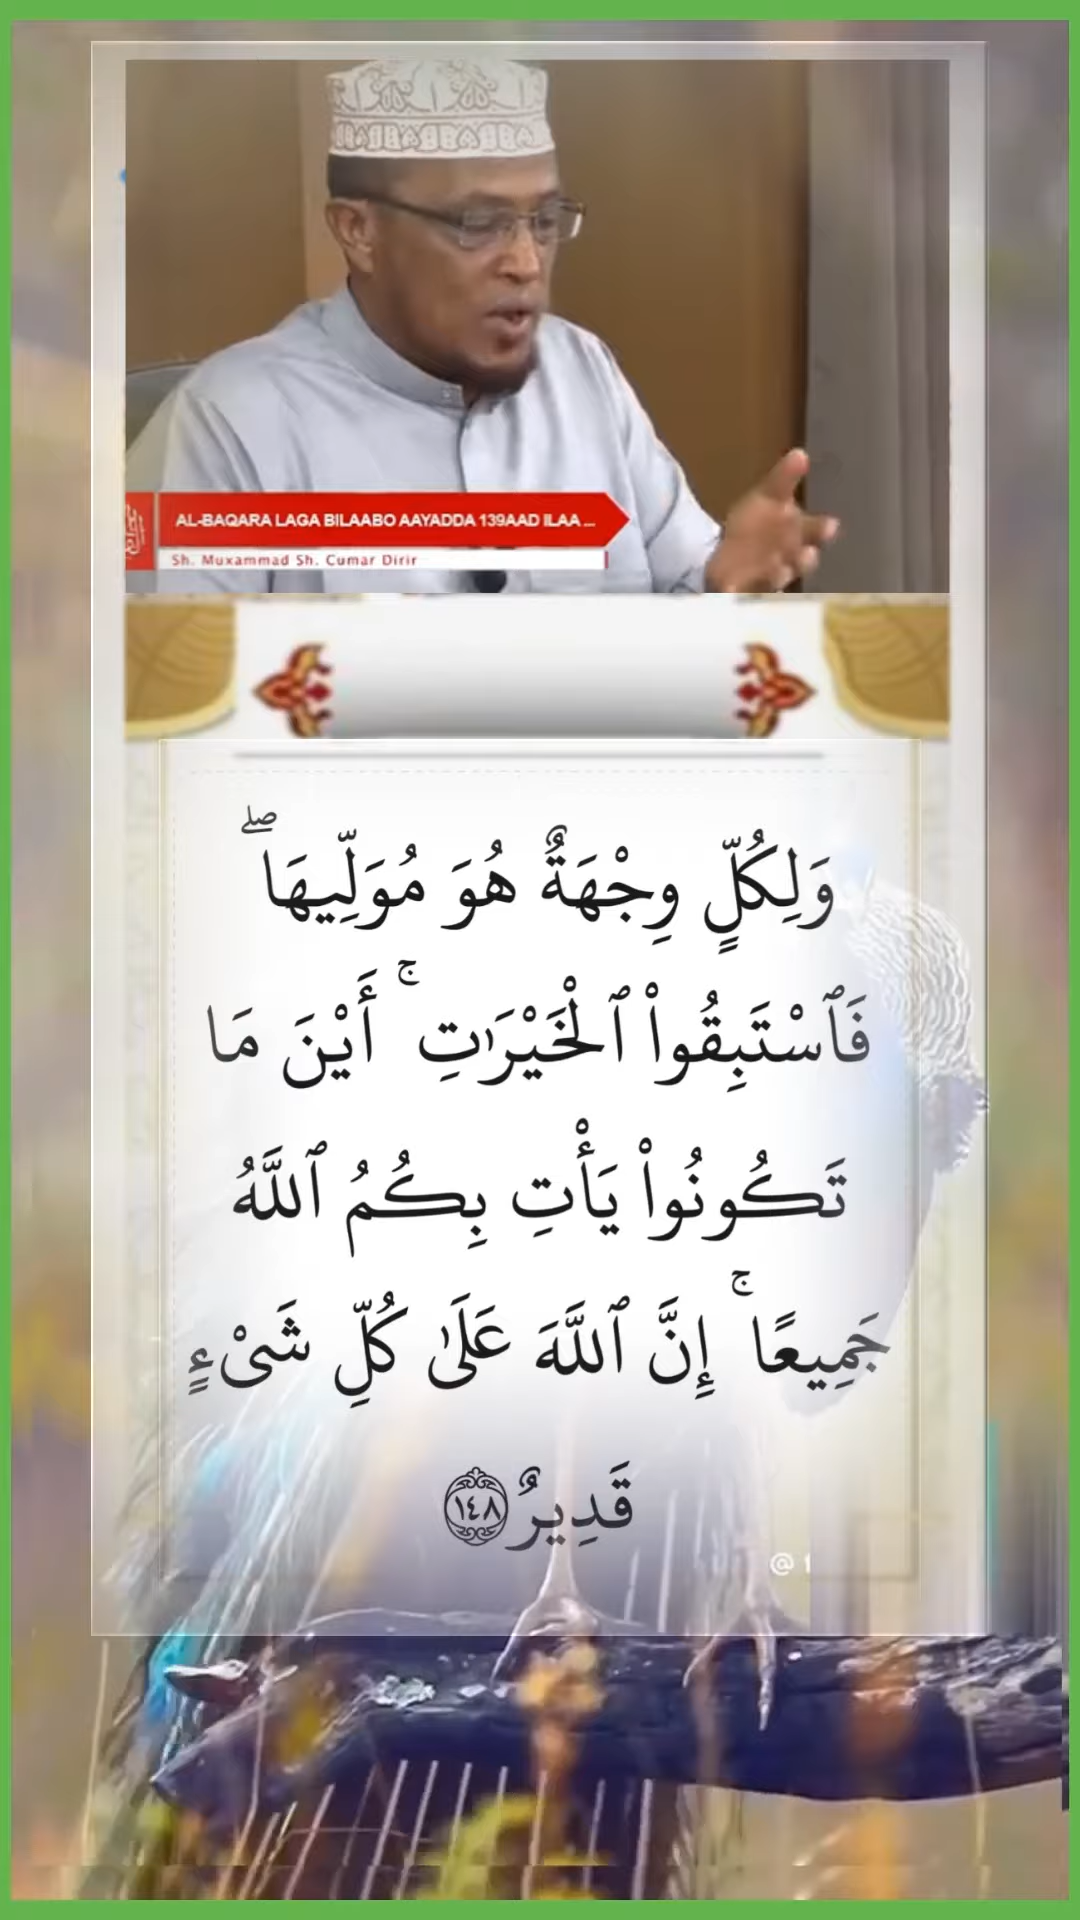 AL-BAQARA LAGA BILAABO AAYADDA 139AAD ILAA ...
Sh. Muxammad Sh. Cumar Dirir
وَلِكُلٍّ وِجْهَةٌ هُوَ مُوَلِّيهَا ۖ
فَٱسْتَبِقُوا۟ ٱلْخَيْرَٰتِ ۚ أَيْنَ مَا
تَكُونُوا۟ يَأْتِ بِكُمُ ٱللَّهُ
جَمِيعًا ۚ إِنَّ ٱللَّهَ عَلَىٰ كُلِّ شَىْءٍ
قَدِيرٌ ١٤٨